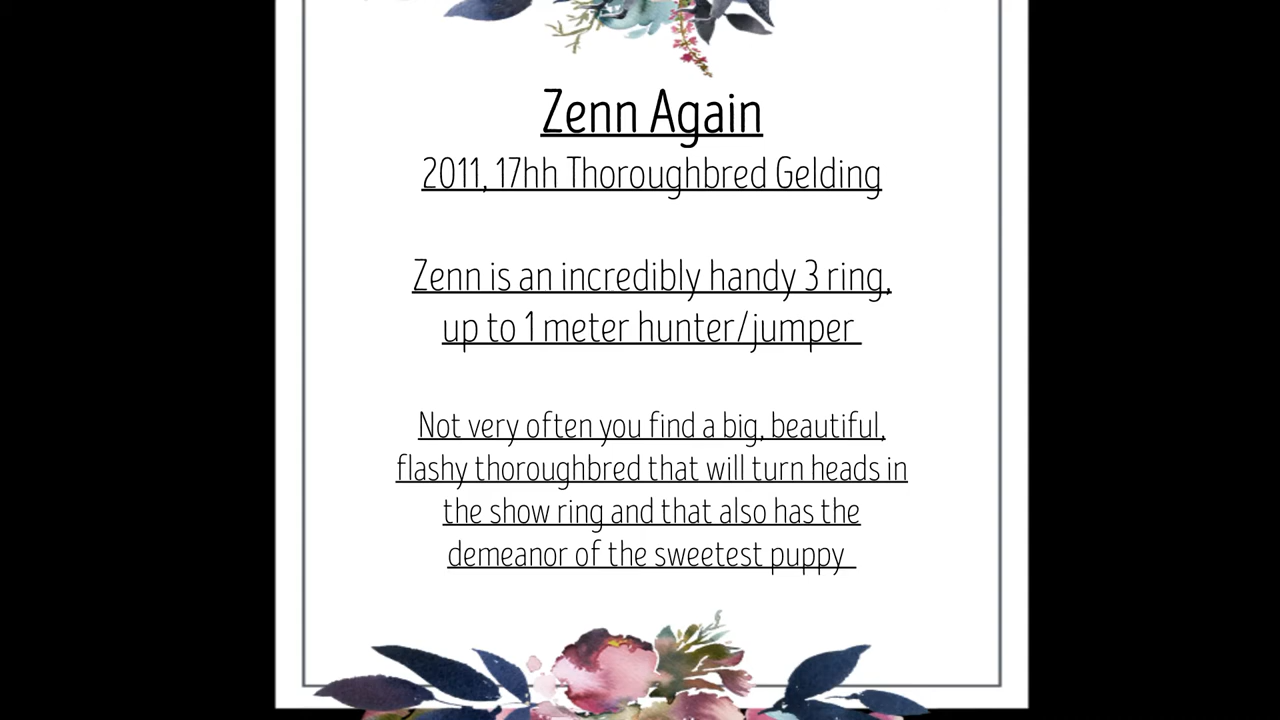 Zenn Again
2011, 17hh Thoroughbred Gelding
Zenn is an incredibly handy 3 ring,
up to 1 meter hunter/jumper
Not very often you find a big, beautiful,
flashy thoroughbred that will turn heads in
the show ring and that also has the
demeanor of the sweetest puppy